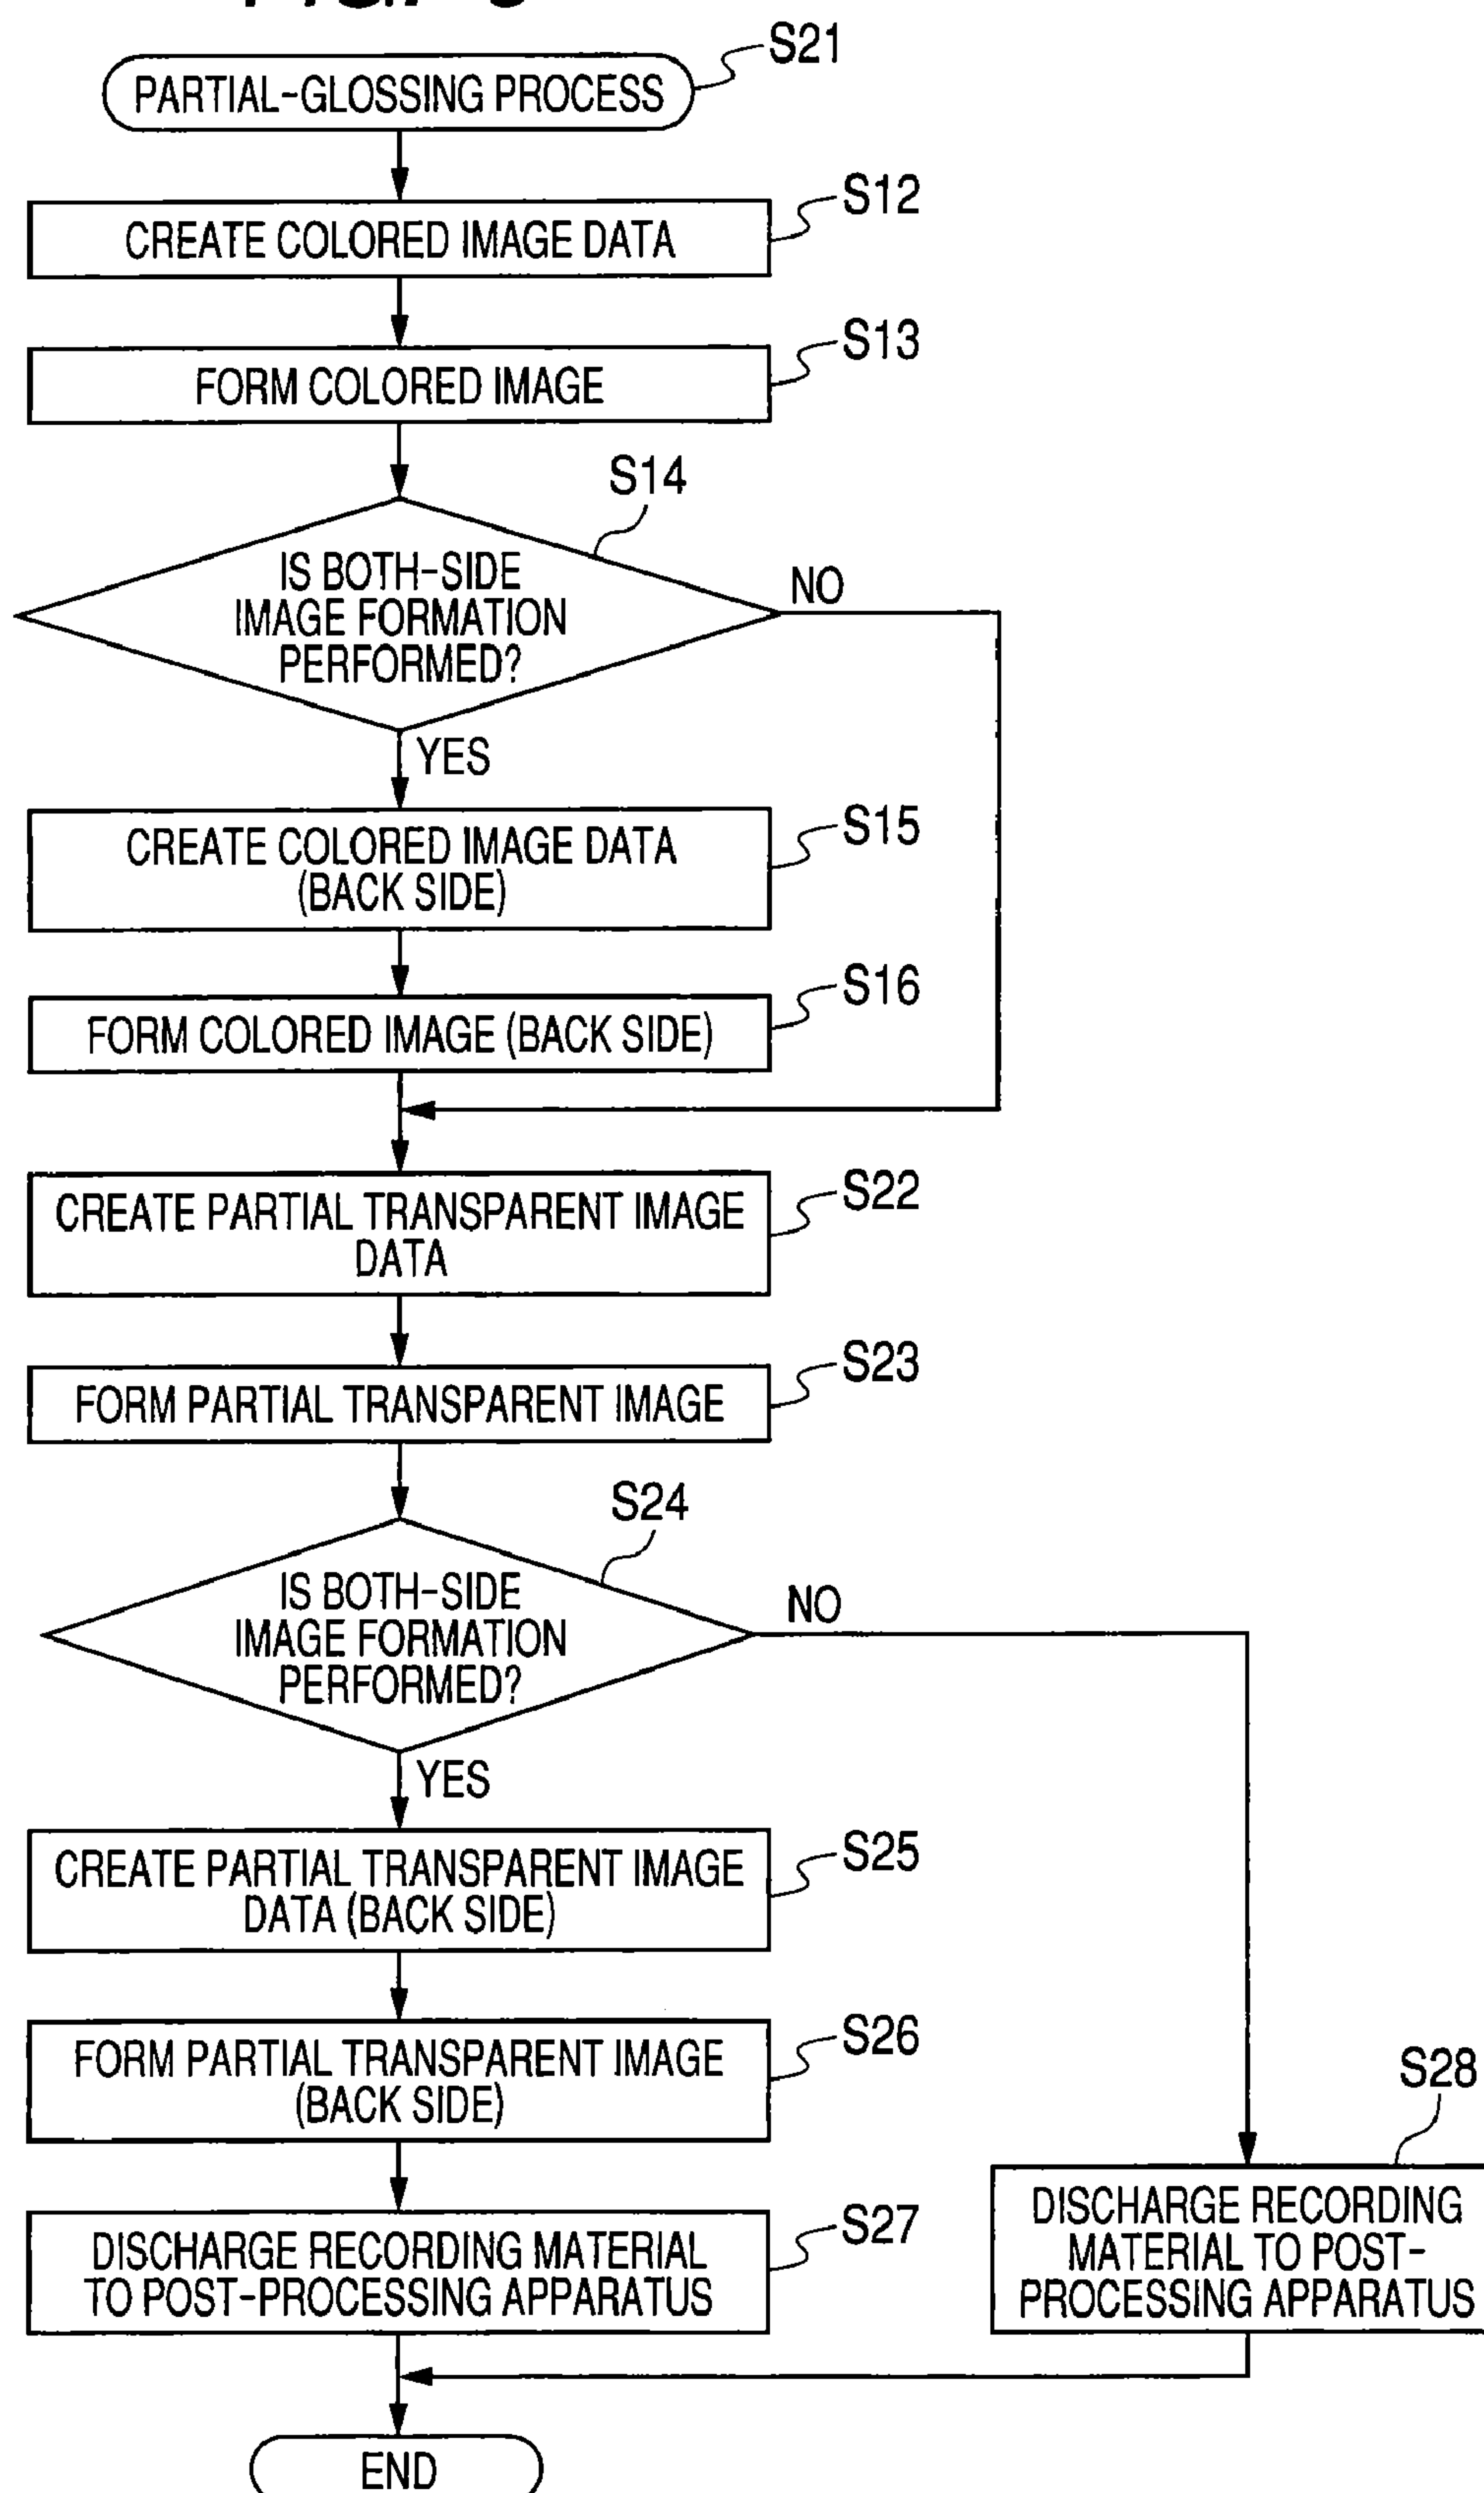 PARTIAL-GLOSSING PROCESS
S21
CREATE COLORED IMAGE DATA
S12
FORM COLORED IMAGE
S13
S14
IS BOTH-SIDE
IMAGE FORMATION
PERFORMED?
NO
YES
CREATE COLORED IMAGE DATA
(BACK SIDE)
S15
FORM COLORED IMAGE (BACK SIDE)
S16
CREATE PARTIAL TRANSPARENT IMAGE
DATA
S22
FORM PARTIAL TRANSPARENT IMAGE
S23
S24
IS BOTH-SIDE
IMAGE FORMATION
PERFORMED?
NO
YES
CREATE PARTIAL TRANSPARENT IMAGE
DATA (BACK SIDE)
S25
FORM PARTIAL TRANSPARENT IMAGE
(BACK SIDE)
S26
DISCHARGE RECORDING MATERIAL
TO POST-PROCESSING APPARATUS
S27
S28
DISCHARGE RECORDING
MATERIAL TO POST-
PROCESSING APPARATUS
END